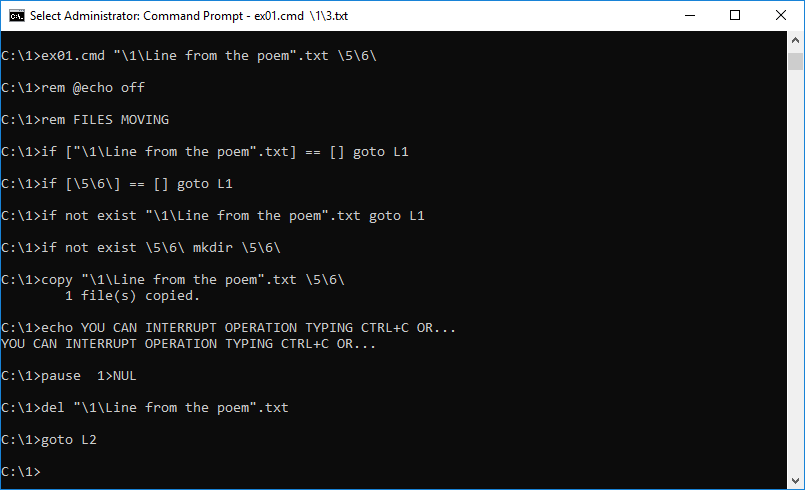 Select Administrator: Command Prompt - ex01.cmd  \1\3.txt
C:\1>ex01.cmd "\1\Line from the poem".txt \5\6\
C:\1>rem @echo off
C:\1>rem FILES MOVING
C:\1>if ["\1\Line from the poem".txt] == [] goto L1
C:\1>if [\5\6\] == [] goto L1
C:\1>if not exist "\1\Line from the poem".txt goto L1
C:\1>if not exist \5\6\ mkdir \5\6\
C:\1>copy "\1\Line from the poem".txt \5\6\
        1 file(s) copied.
C:\1>echo YOU CAN INTERRUPT OPERATION TYPING CTRL+C OR...
YOU CAN INTERRUPT OPERATION TYPING CTRL+C OR...
C:\1>pause  1>NUL
C:\1>del "\1\Line from the poem".txt
C:\1>goto L2
C:\1>